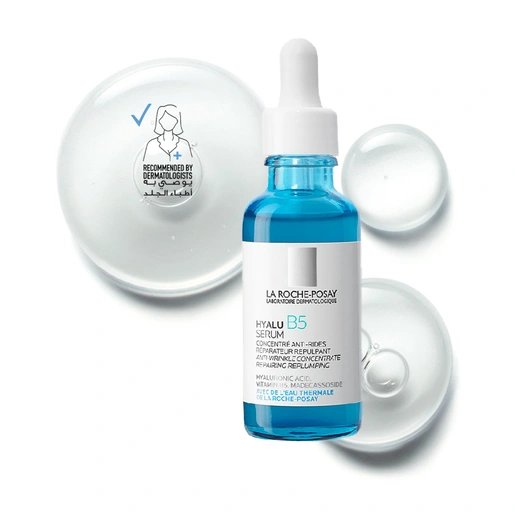 RECOMMENDED BY
DERMATOLOGISTS
يوصي به
أطباء الجلد
LA ROCHE-POSAY
LABORATOIRE DERMATOLOGIQUE
HYALU B5
SERUM
CONCENTRÉ ANTI-RIDES
RÉPARATEUR REPULPANT
ANTI-WRINKLE CONCENTRATE
REPAIRING REPLUMPING
HYALURONIC ACID,
VITAMIN B5, MADECASSOSIDE
AVEC DE L'EAU THERMALE
DE LA ROCHE-POSAY